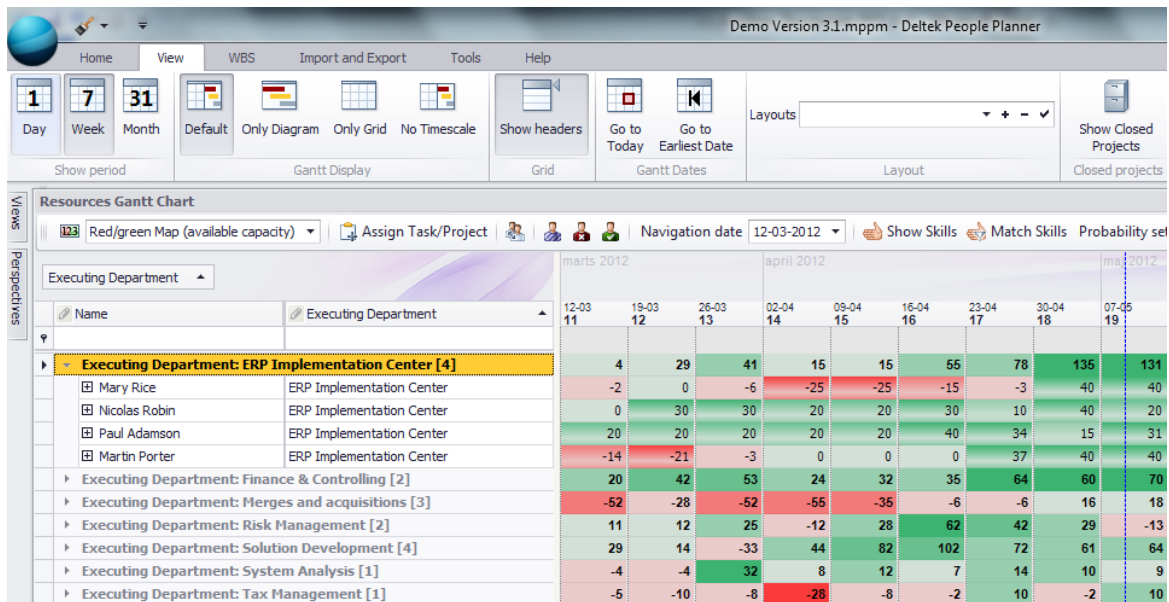 Demo Version 3.1.mppm - Deltek People Planner
Home View WBS Import and Export Tools Help
1 7 31
Day Week Month Default Only Diagram Only Grid No Timescale Show headers Go to Today Go to Earliest Date Layouts Show Closed Projects
Show period Gantt Display Grid Gantt Dates Layout Closed projects
Views
Perspectives
Resources Gantt Chart
123 Red/green Map (available capacity) Assign Task/Project Navigation date 12-03-2012 Show Skills Match Skills Probability set
marts 2012 april 2012 maj 2012
Executing Department
Name Executing Department
12-03 19-03 26-03 02-04 09-04 16-04 23-04 30-04 07-05
11 12 13 14 15 16 17 18 19
Executing Department: ERP Implementation Center [4] 4 29 41 15 15 55 78 135 131
Mary Rice ERP Implementation Center -2 0 -6 -25 -25 -15 -3 40 40
Nicolas Robin ERP Implementation Center 0 30 30 20 20 30 10 40 20
Paul Adamson ERP Implementation Center 20 20 20 20 20 40 34 15 31
Martin Porter ERP Implementation Center -14 -21 -3 0 0 0 37 40 40
Executing Department: Finance & Controlling [2] 20 42 53 24 32 35 64 60 70
Executing Department: Merges and acquisitions [3] -52 -28 -52 -55 -35 -6 -6 16 18
Executing Department: Risk Management [2] 11 12 25 -12 28 62 42 29 -13
Executing Department: Solution Development [4] 29 14 -33 44 82 102 72 61 64
Executing Department: System Analysis [1] -4 -4 32 8 12 7 14 10 9
Executing Department: Tax Management [1] -5 -10 -8 -28 -8 -2 10 -2 10